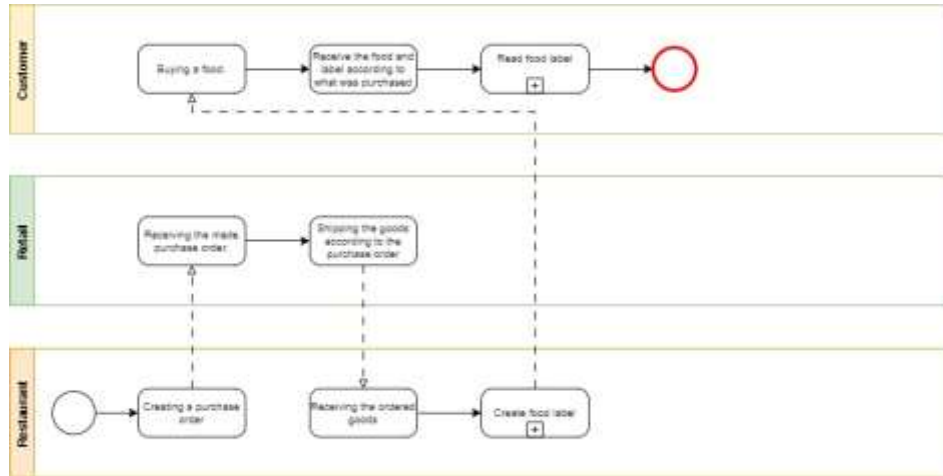 Customer
Buying a food.
Receive the food and
label according to
what was purchased
Read food label
Retail
Receiving the made
purchase order.
Shipping the goods
according to the
purchase order
Restaurant
Creating a purchase
order
Receiving the ordered
goods
Create food label